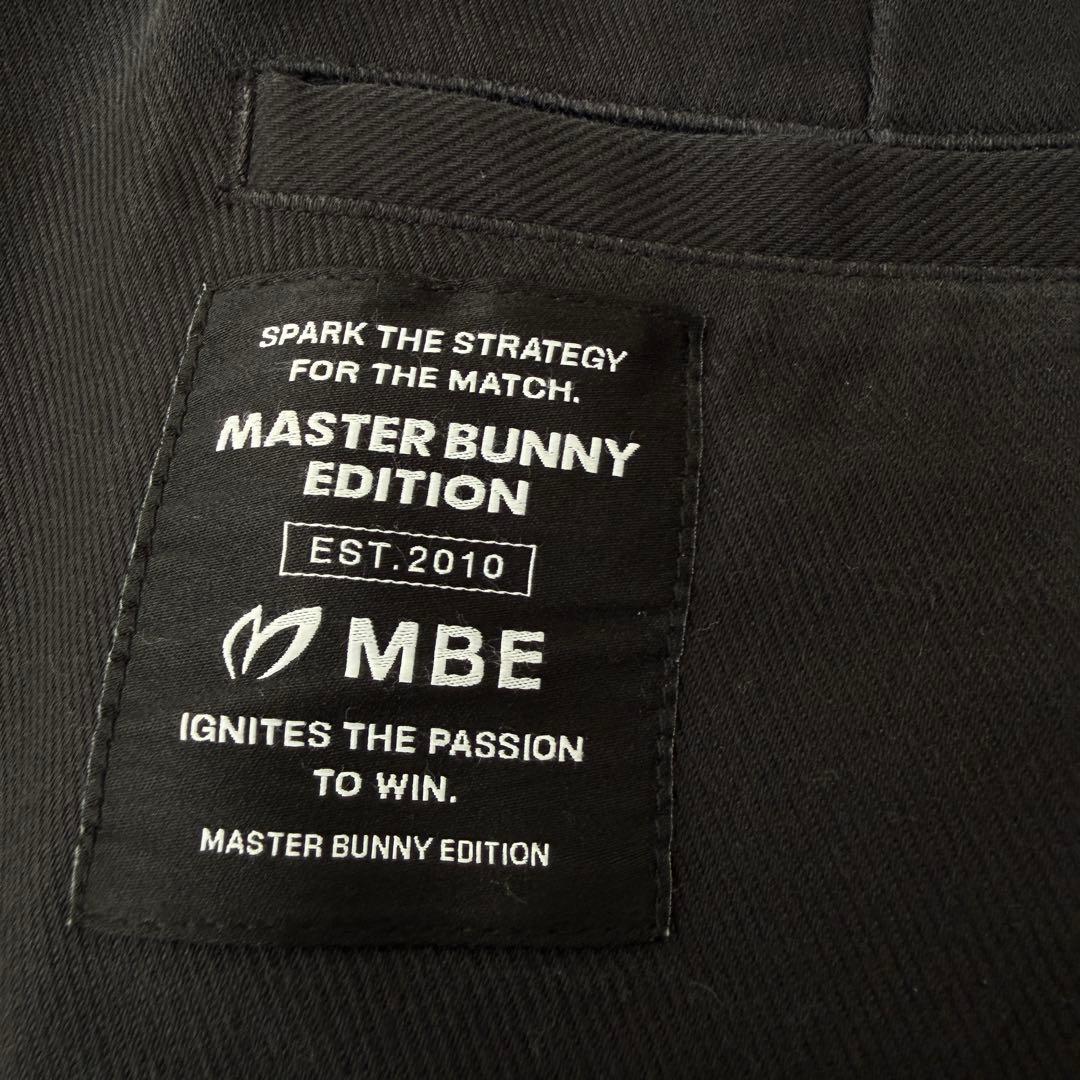 SPARK THE STRATEGY
FOR THE MATCH.
MASTER BUNNY
EDITION
EST.2010
MBE
IGNITES THE PASSION
TO WIN.
MASTER BUNNY EDITION